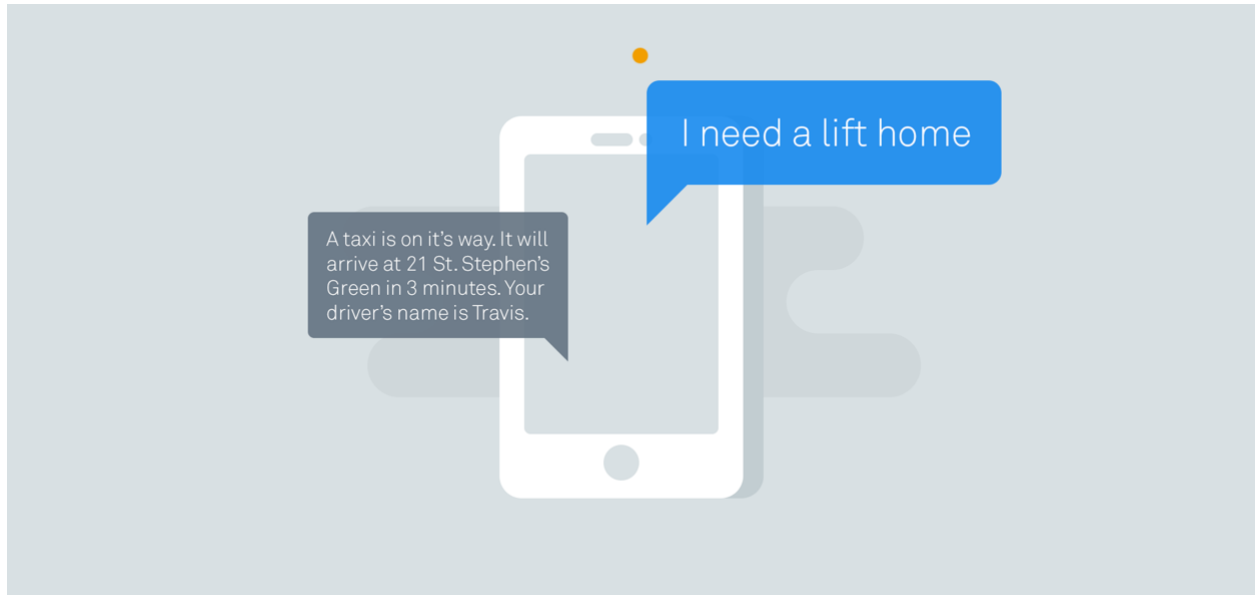 I need a lift home
A taxi is on it's way. It will
arrive at 21 St. Stephen's
Green in 3 minutes. Your
driver's name is Travis.